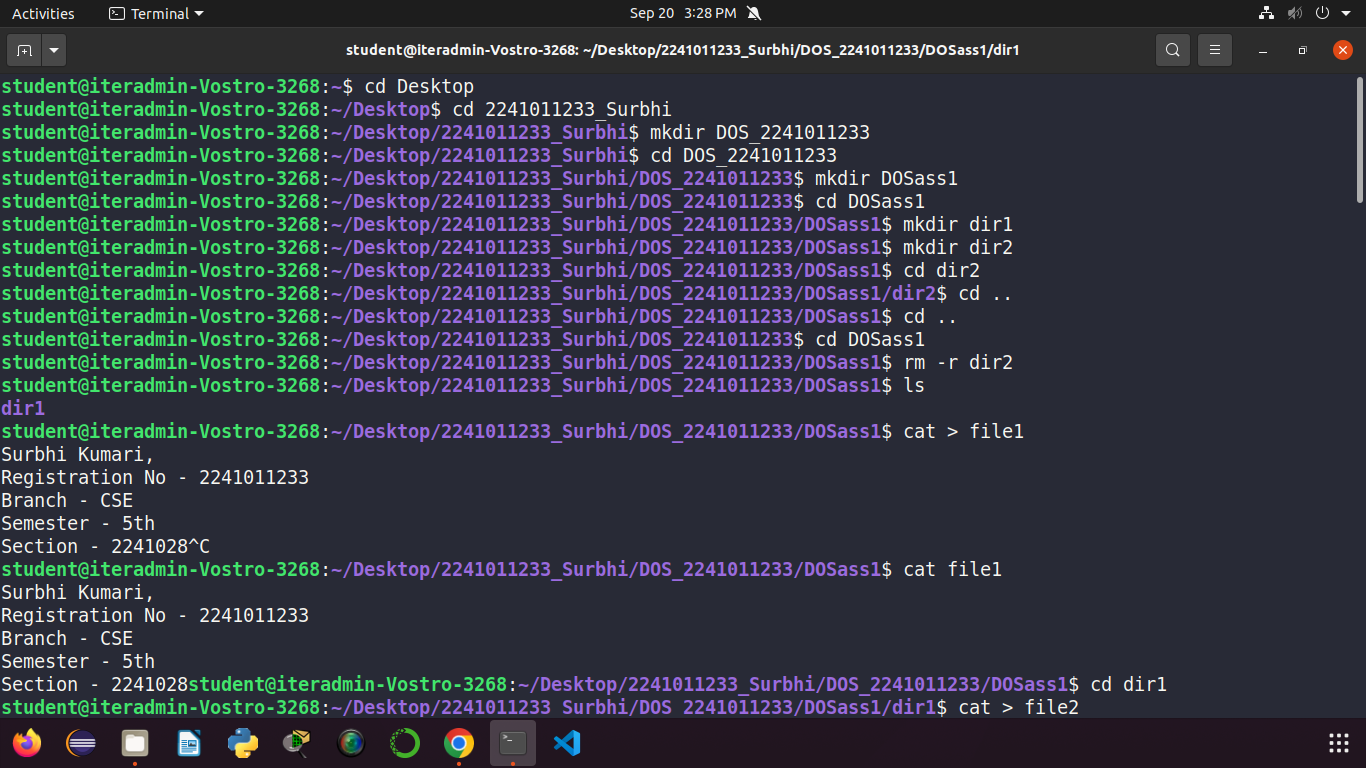 Activities Terminal Sep 20 3:28 PM
student@iteradmin-Vostro-3268: ~/Desktop/2241011233_Surbhi/DOS_2241011233/DOSass1/dir1
student@iteradmin-Vostro-3268:~$ cd Desktop
student@iteradmin-Vostro-3268:~/Desktop$ cd 2241011233_Surbhi
student@iteradmin-Vostro-3268:~/Desktop/2241011233_Surbhi$ mkdir DOS_2241011233
student@iteradmin-Vostro-3268:~/Desktop/2241011233_Surbhi$ cd DOS_2241011233
student@iteradmin-Vostro-3268:~/Desktop/2241011233_Surbhi/DOS_2241011233$ mkdir DOSass1
student@iteradmin-Vostro-3268:~/Desktop/2241011233_Surbhi/DOS_2241011233$ cd DOSass1
student@iteradmin-Vostro-3268:~/Desktop/2241011233_Surbhi/DOS_2241011233/DOSass1$ mkdir dir1
student@iteradmin-Vostro-3268:~/Desktop/2241011233_Surbhi/DOS_2241011233/DOSass1$ mkdir dir2
student@iteradmin-Vostro-3268:~/Desktop/2241011233_Surbhi/DOS_2241011233/DOSass1$ cd dir2
student@iteradmin-Vostro-3268:~/Desktop/2241011233_Surbhi/DOS_2241011233/DOSass1/dir2$ cd ..
student@iteradmin-Vostro-3268:~/Desktop/2241011233_Surbhi/DOS_2241011233/DOSass1$ cd ..
student@iteradmin-Vostro-3268:~/Desktop/2241011233_Surbhi/DOS_2241011233$ cd DOSass1
student@iteradmin-Vostro-3268:~/Desktop/2241011233_Surbhi/DOS_2241011233/DOSass1$ rm -r dir2
student@iteradmin-Vostro-3268:~/Desktop/2241011233_Surbhi/DOS_2241011233/DOSass1$ ls
dir1
student@iteradmin-Vostro-3268:~/Desktop/2241011233_Surbhi/DOS_2241011233/DOSass1$ cat > file1
Surbhi Kumari,
Registration No - 2241011233
Branch - CSE
Semester - 5th
Section - 2241028^C
student@iteradmin-Vostro-3268:~/Desktop/2241011233_Surbhi/DOS_2241011233/DOSass1$ cat file1
Surbhi Kumari,
Registration No - 2241011233
Branch - CSE
Semester - 5th
Section - 2241028student@iteradmin-Vostro-3268:~/Desktop/2241011233_Surbhi/DOS_2241011233/DOSass1$ cd dir1
student@iteradmin-Vostro-3268:~/Desktop/2241011233_Surbhi/DOS_2241011233/DOSass1/dir1$ cat > file2